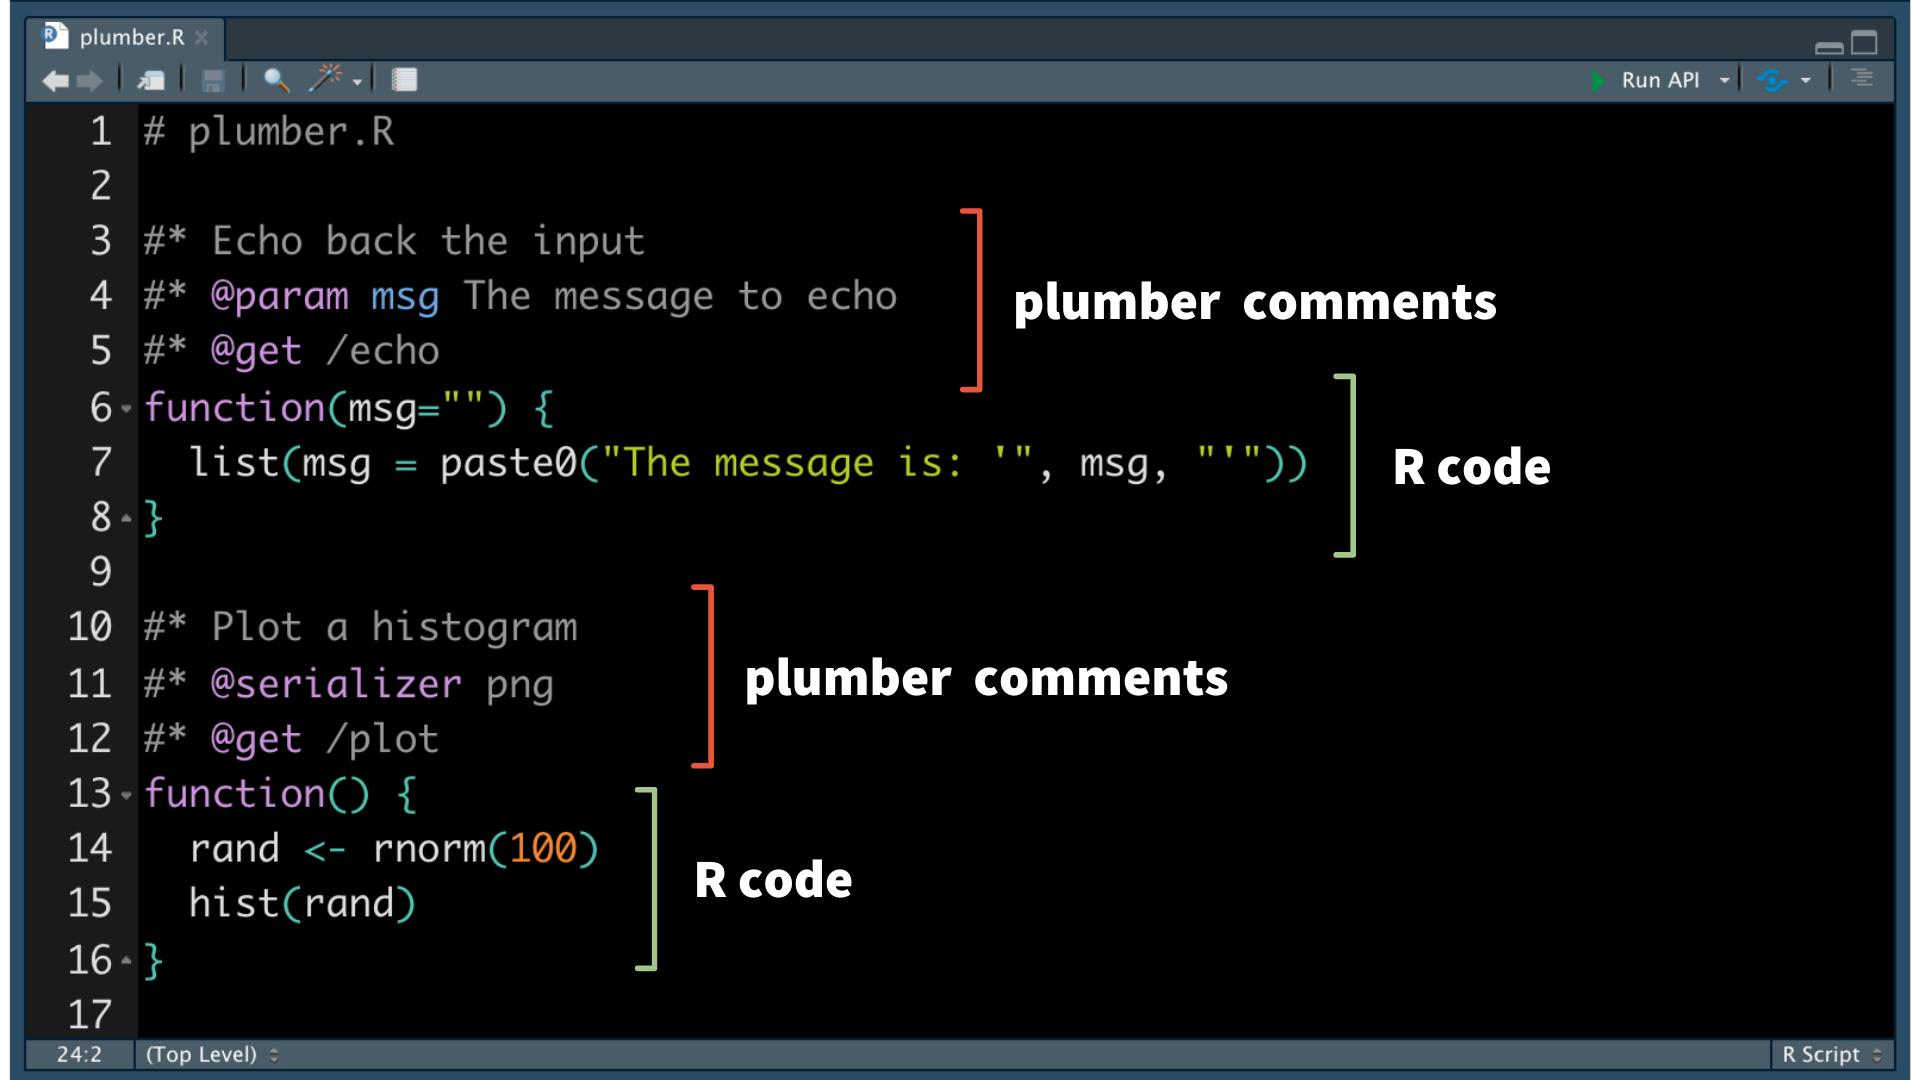 plumber.R
Run API
1 # plumber.R
2
3 #* Echo back the input
4 #* @param msg The message to echo
5 #* @get /echo
plumber comments
6 function(msg="") {
7   list(msg = paste0("The message is: '", msg, "'"))
8 }
R code
9
10 #* Plot a histogram
11 #* @serializer png
12 #* @get /plot
plumber comments
13 function() {
14   rand <- rnorm(100)
15   hist(rand)
16 }
R code
17
24:2 (Top Level) R Script